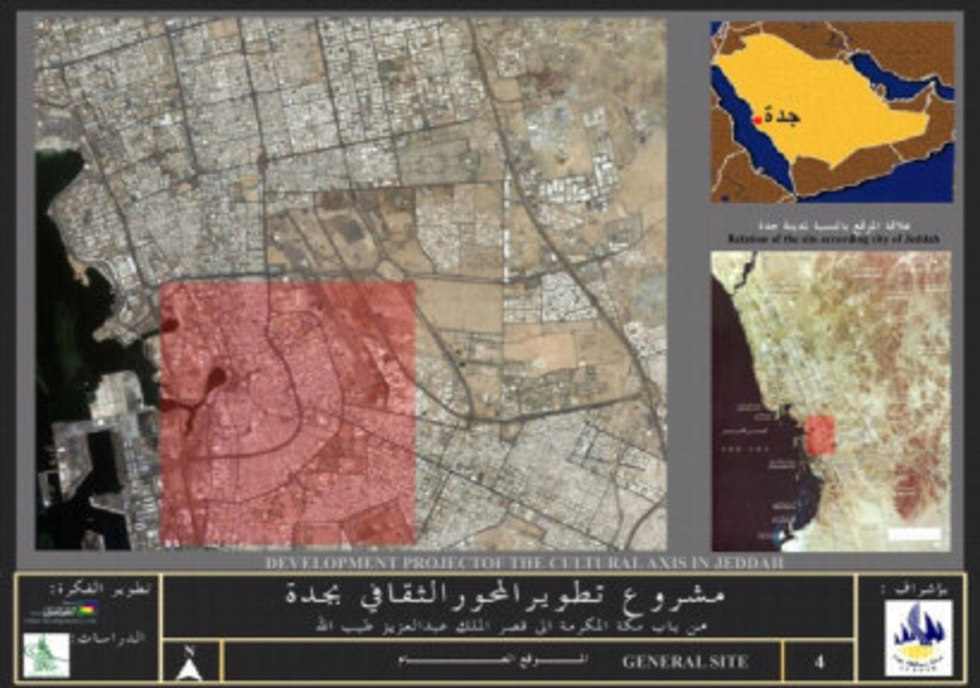 جدة
علاقة الموقع بالنسبة لمدينة جدة
Relation of the site according city of Jeddah
DEVELOPMENT PROJECTOF THE CULTURAL AXIS IN JEDDAH
تطوير الفكرة:
الدراسات:
مشروع تطوير المحور الثقافي بجدة
من باب مكة المكرمة الى قصر الملك عبدالعزيز طيب الله
N
الموقع العام
GENERAL SITE
4
بإشراف :